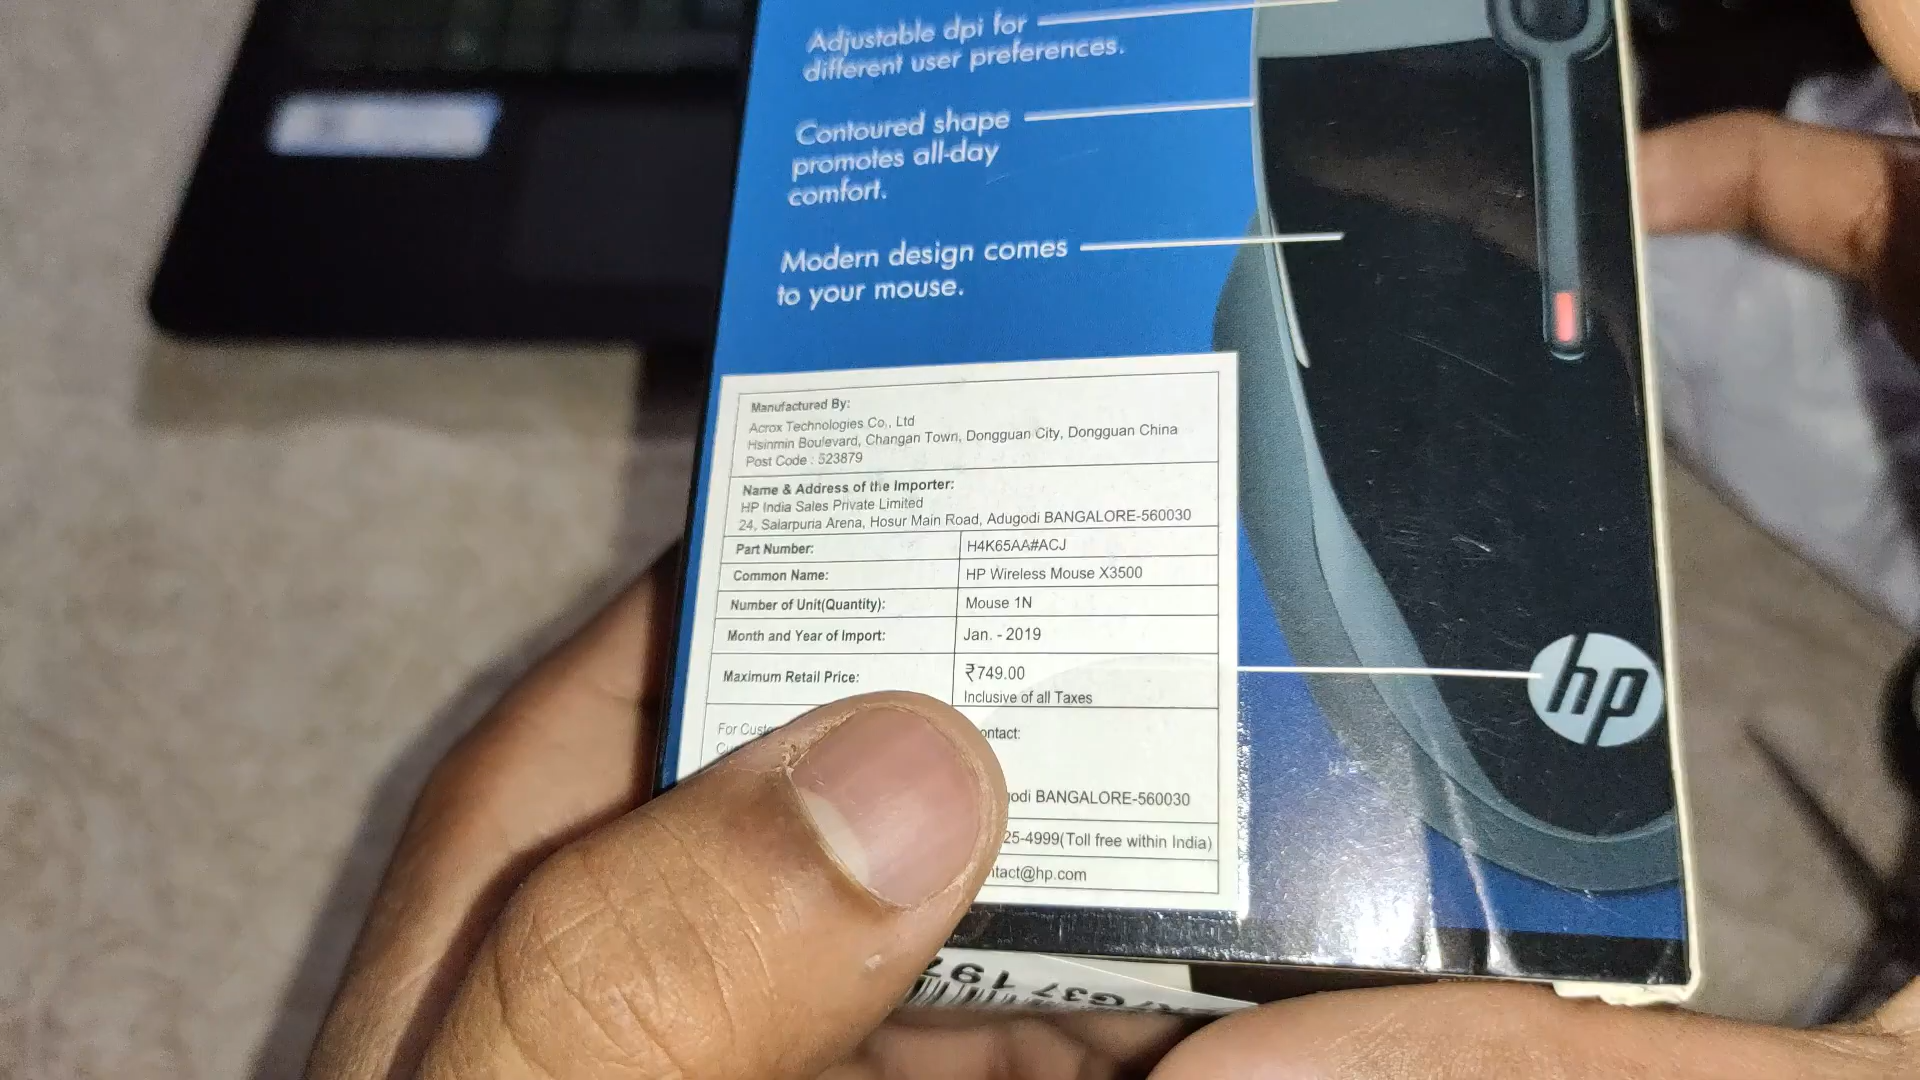 Adjustable dpi for
different user preferences.
Contoured shape
promotes all-day
comfort.
Modern design comes
to your mouse.
Manufactured By:
Acrox Technologies Co., Ltd
Hsinmin Boulevard, Changan Town, Dongguan City, Dongguan China
Post Code : 523879
Name & Address of the Importer:
HP India Sales Private Limited
24, Salarpuria Arena, Hosur Main Road, Adugodi BANGALORE-560030
Part Number: H4K65AA#ACJ
Common Name: HP Wireless Mouse X3500
Number of Unit(Quantity): Mouse 1N
Month and Year of Import: Jan. - 2019
Maximum Retail Price: ₹749.00
Inclusive of all Taxes
For
BANGALORE-560030
25-4999(Toll free within India)
@hp.com
hp